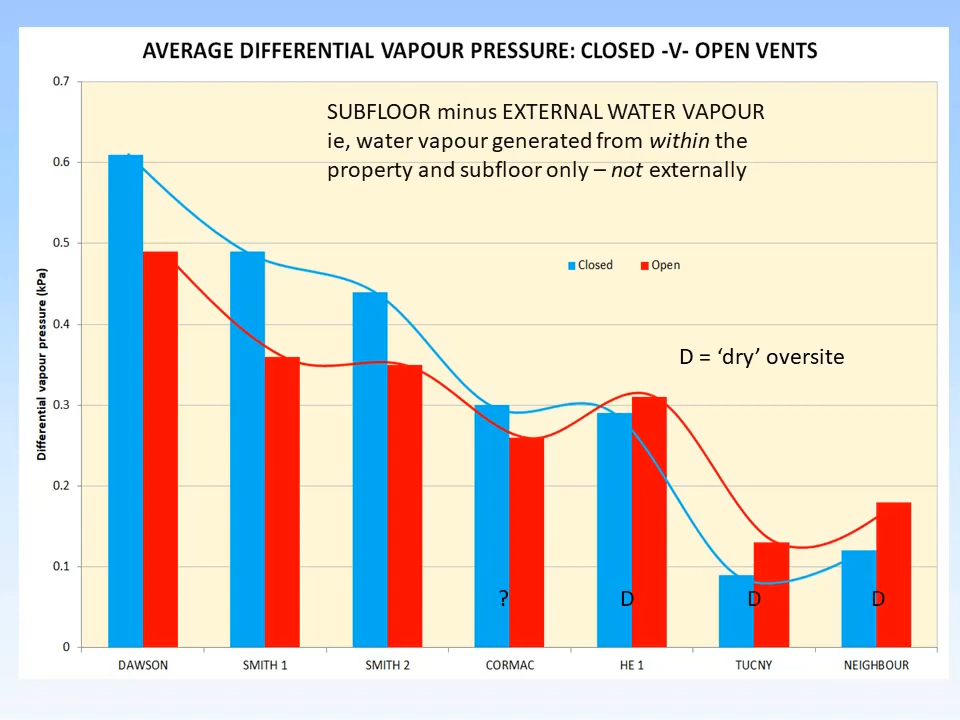 AVERAGE DIFFERENTIAL VAPOUR PRESSURE: CLOSED -V- OPEN VENTS
0.7
SUBFLOOR minus EXTERNAL WATER VAPOUR
ie, water vapour generated from within the
property and subfloor only – not externally
0.6
0.5
Closed Open
0.4
D = ‘dry’ oversite
0.3
0.2
0.1
0
Differential vapour pressure (kPa)
? D D D
DAWSON SMITH 1 SMITH 2 CORMAC HE 1 TUCNY NEIGHBOUR